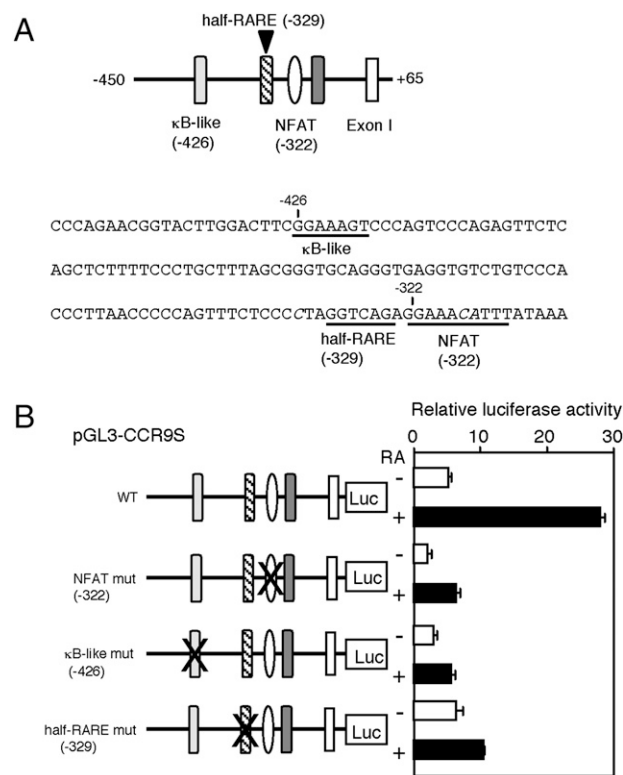 A
half-RARE (-329)
-450
+65
κB-like
(-426)
NFAT
(-322)
Exon I
-426
CCCAGAACGGTACTTGGACTTCGGAAAGTCCCAGTCCCAGAGTTCTC
κB-like
AGCTCTTTTCCCTGCTTTAGCGGGTGCAGGGTGAGGTGTCTGTCCCA
-322
CCCTTAACCCCCAGTTTCTCCCCTAGGTCAGAGGAAACATTTATAAA
half-RARE
(-329)
NFAT
(-322)
B
pGL3-CCR9S
Relative luciferase activity
0 10 20 30
RA
WT
Luc
-
+
NFAT mut
(-322)
Luc
-
+
κB-like mut
(-426)
Luc
-
+
half-RARE mut
(-329)
Luc
-
+